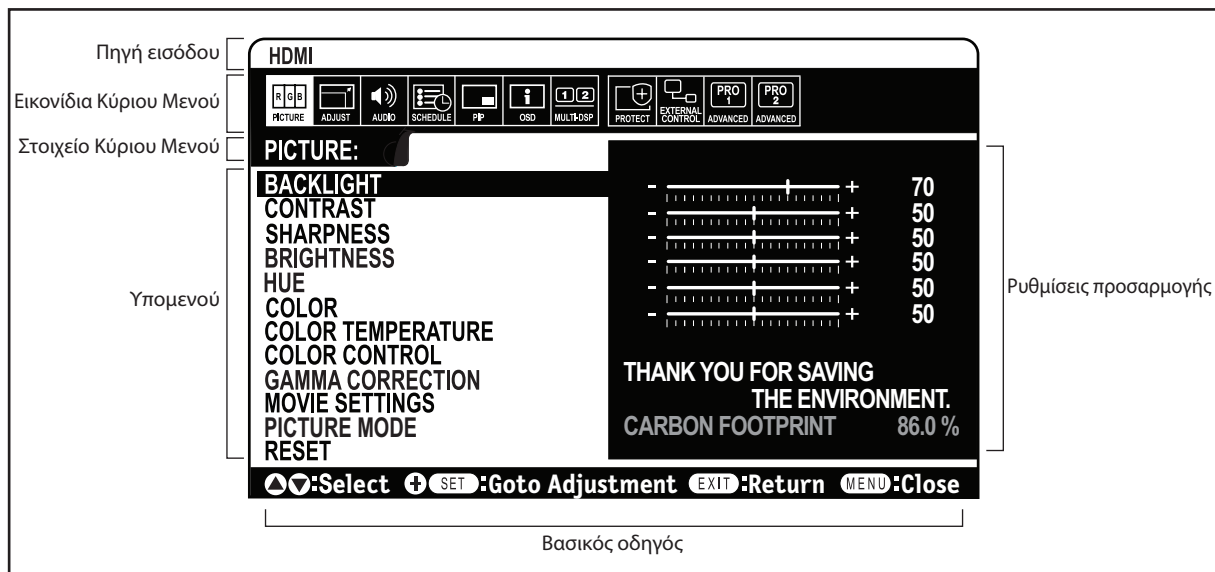 Πηγή εισόδου
HDMI
Εικονίδια Κύριου Μενού
R G B
PICTURE
ADJUST
AUDIO
SCHEDULE
PIP
OSD
1 2
MULTI-DSP
PROTECT
EXTERNAL
CONTROL
PRO
1
ADVANCED
PRO
2
ADVANCED
Στοιχείο Κύριου Μενού
PICTURE:
Υπομενού
BACKLIGHT - + 70
CONTRAST - + 50
SHARPNESS - + 50
BRIGHTNESS - + 50
HUE - + 50
COLOR - + 50
COLOR TEMPERATURE
COLOR CONTROL
GAMMA CORRECTION
MOVIE SETTINGS
PICTURE MODE
RESET
THANK YOU FOR SAVING
THE ENVIRONMENT.
CARBON FOOTPRINT 86.0 %
Ρυθμίσεις προσαρμογής
:Select SET:Goto Adjustment EXIT:Return MENU:Close
Βασικός οδηγός